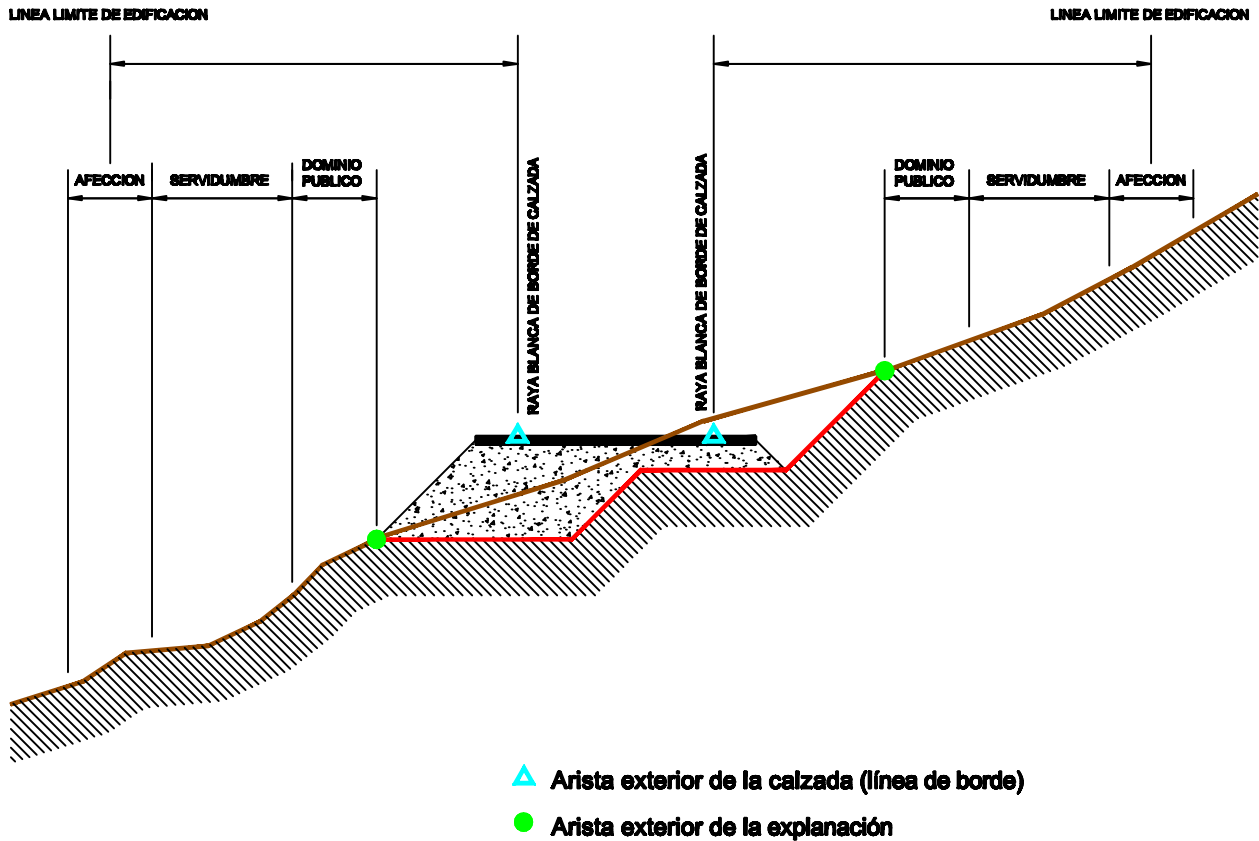 LINEA LIMITE DE EDIFICACION
LINEA LIMITE DE EDIFICACION
AFECCION
SERVIDUMBRE
DOMINIO
PUBLICO
RAYA BLANCA DE BORDE DE CALZADA
RAYA BLANCA DE BORDE DE CALZADA
DOMINIO
PUBLICO
SERVIDUMBRE
AFECCION
Arista exterior de la calzada (línea de borde)
Arista exterior de la explanación